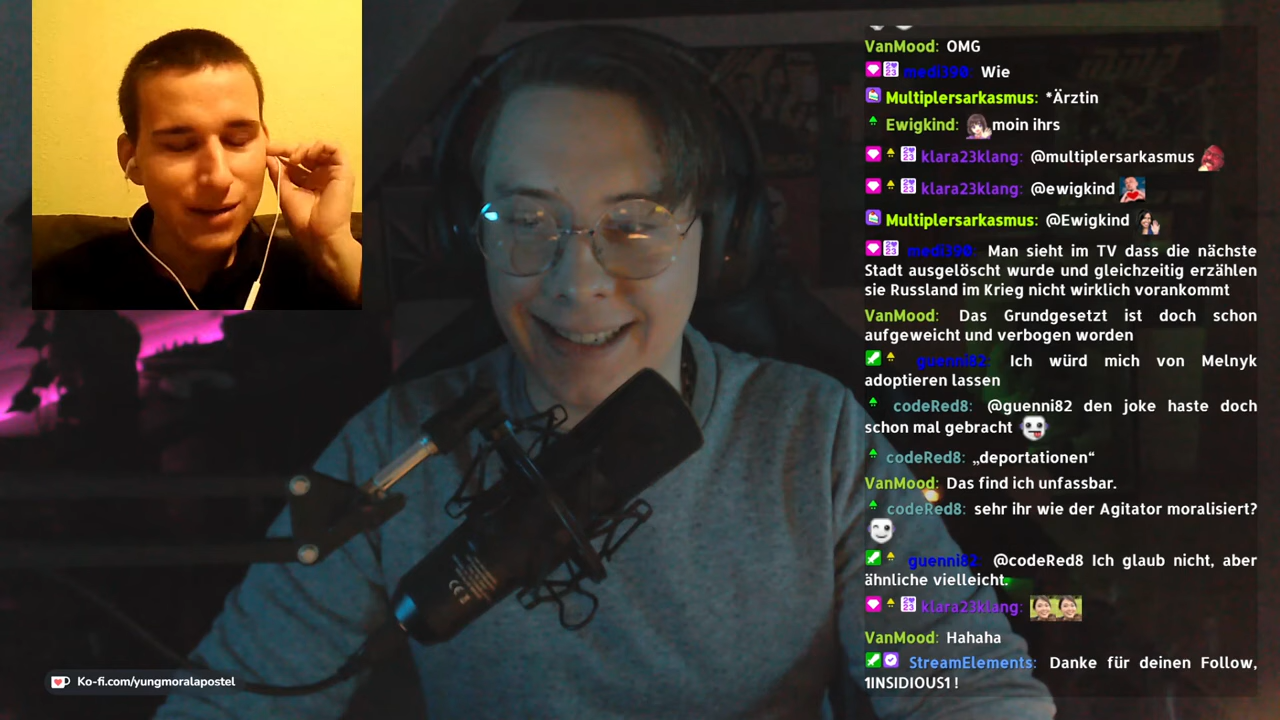 VanMood: OMG
medi390: Wie
Multiplersarkasmus: *Ärztin
Ewigkind: moin ihrs
klara23klang: @multiplersarkasmus
klara23klang: @ewigkind
Multiplersarkasmus: @Ewigkind
medi390: Man sieht im TV dass die nächste
Stadt ausgelöscht wurde und gleichzeitig erzählen
sie Russland im Krieg nicht wirklich vorankommt
VanMood: Das Grundgesetzt ist doch schon
aufgeweicht und verbogen worden
guenni82: Ich würd mich von Melnyk
adoptieren lassen
codeRed8: @guenni82 den joke haste doch
schon mal gebracht
codeRed8: „deportationen“
VanMood: Das find ich unfassbar.
codeRed8: sehr ihr wie der Agitator moralisiert?
guenni82: @codeRed8 Ich glaub nicht, aber
ähnliche vielleicht.
klara23klang:
VanMood: Hahaha
StreamElements: Danke für deinen Follow,
1INSIDIOUS1 !
Ko-fi.com/yungmoralapostel